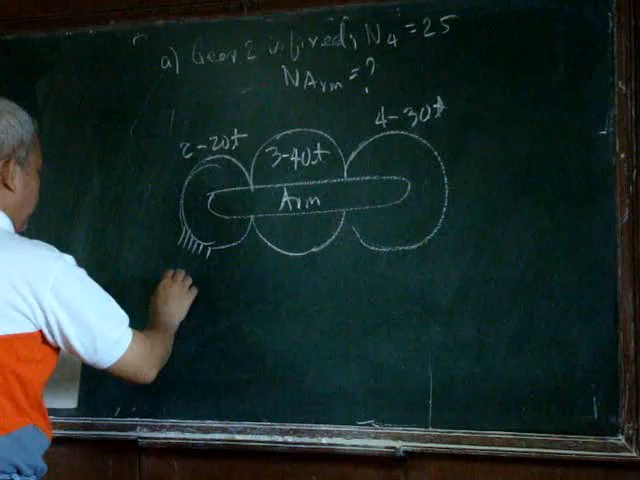 a) Gear 2 is fixed, N4 = 25
NArm = ?
2-20t
3-40t
4-30t
Arm